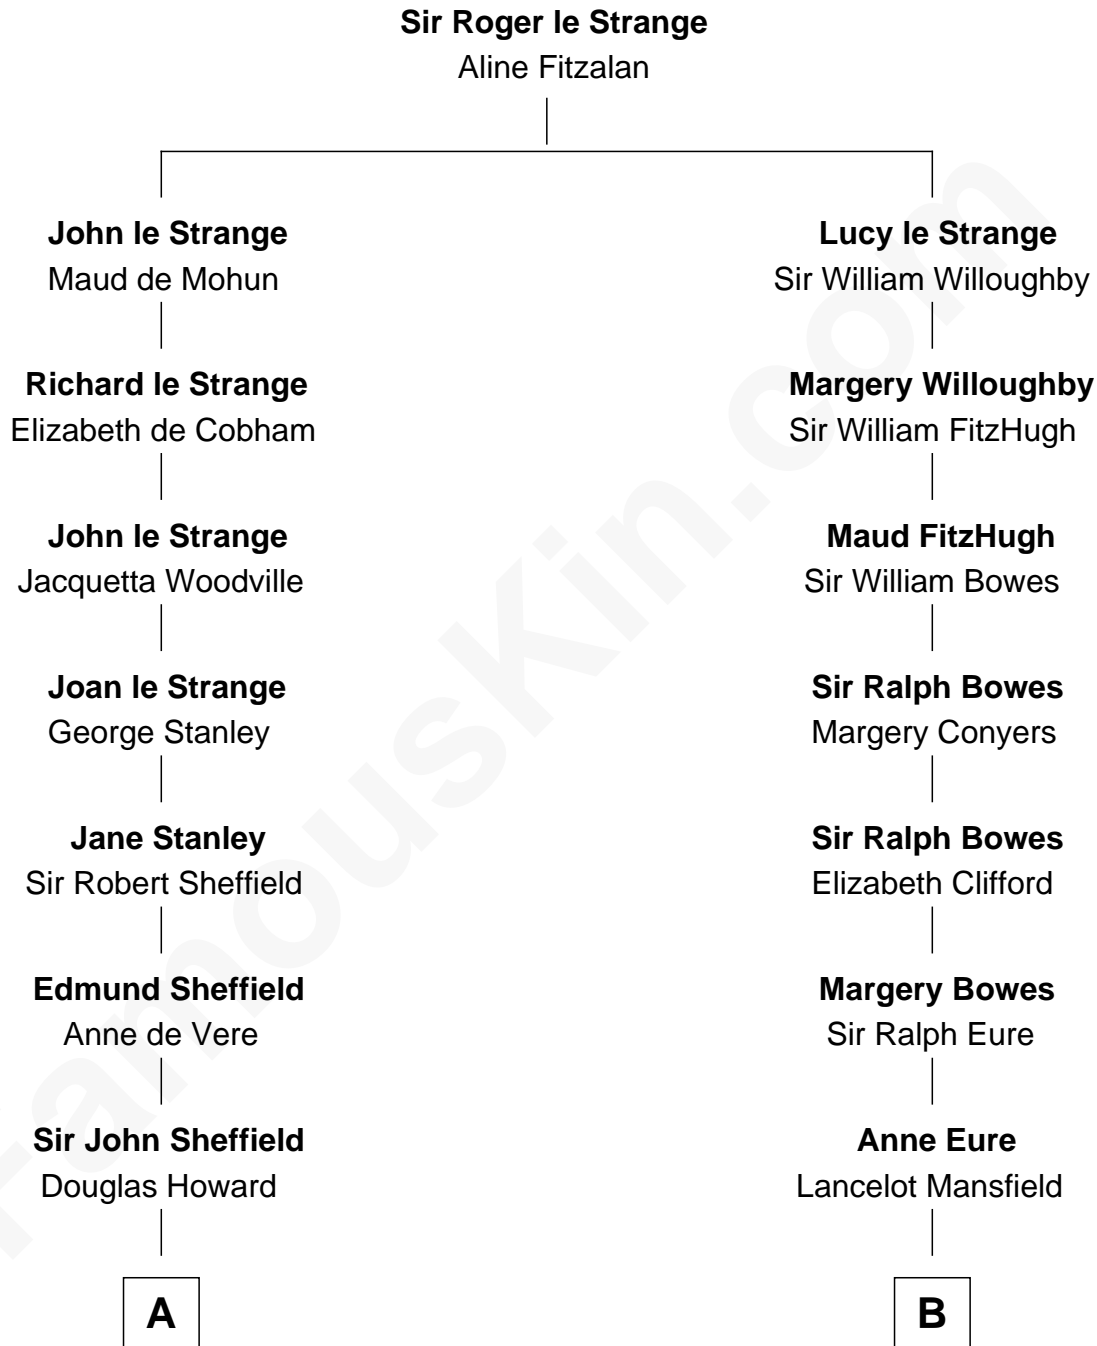 Sir Roger le Strange
Aline Fitzalan
John le Strange
Maud de Mohun
Lucy le Strange
Sir William Willoughby
Richard le Strange
Elizabeth de Cobham
Margery Willoughby
Sir William FitzHugh
John le Strange
Jacquetta Woodville
Maud FitzHugh
Sir William Bowes
Joan le Strange
George Stanley
Sir Ralph Bowes
Margery Conyers
Jane Stanley
Sir Robert Sheffield
Sir Ralph Bowes
Elizabeth Clifford
Edmund Sheffield
Anne de Vere
Margery Bowes
Sir Ralph Eure
Sir John Sheffield
Douglas Howard
Anne Eure
Lancelot Mansfield
A
B
FamousKin.com